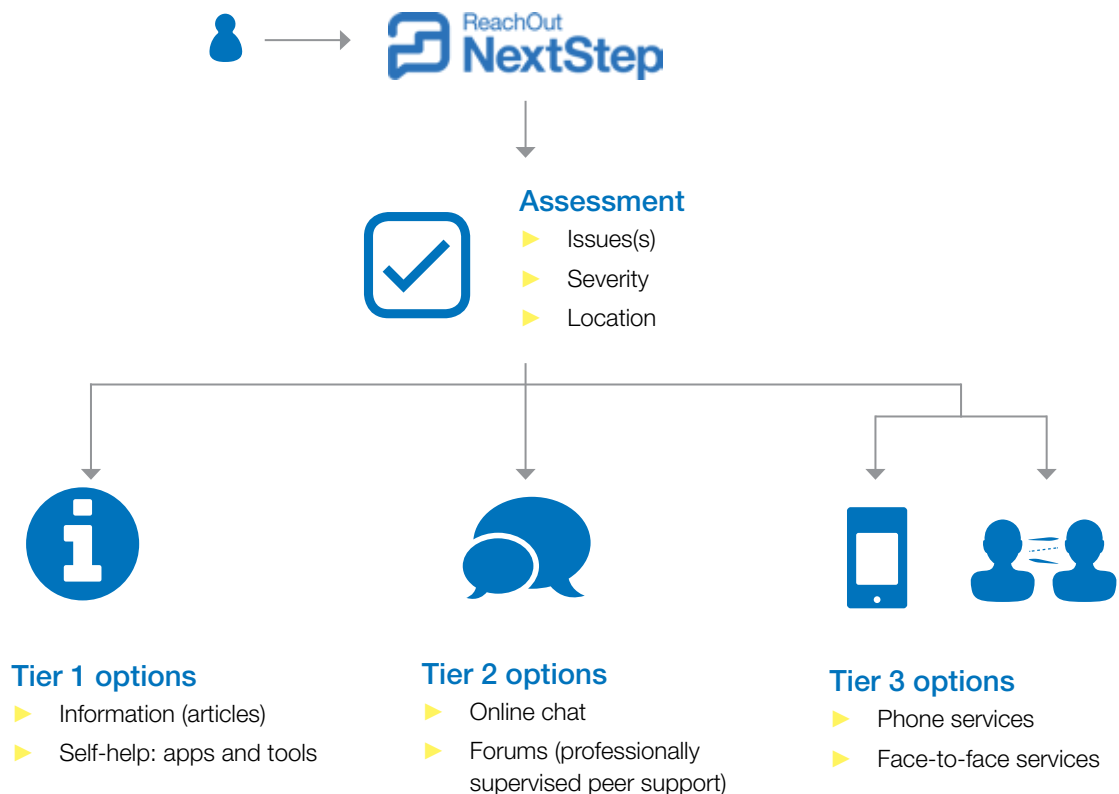 ReachOut
NextStep
Assessment
Issues(s)
Severity
Location
Tier 1 options
Information (articles)
Self-help: apps and tools
Tier 2 options
Online chat
Forums (professionally
supervised peer support)
Tier 3 options
Phone services
Face-to-face services